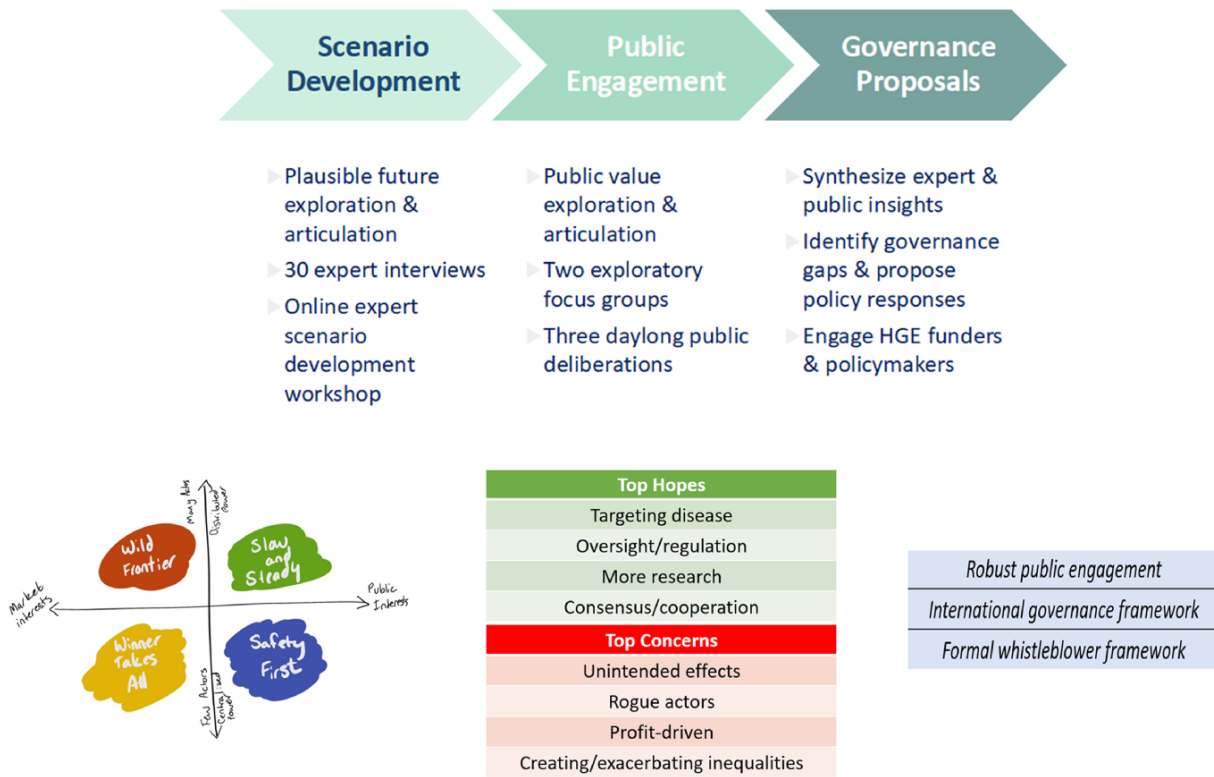 Scenario
Development
Public
Engagement
Governance
Proposals
Plausible future
exploration &
articulation
30 expert interviews
Online expert
scenario
development
workshop
Public value
exploration &
articulation
Two exploratory
focus groups
Three daylong public
deliberations
Synthesize expert &
public insights
Identify governance
gaps & propose
policy responses
Engage HGE funders
& policymakers
Many Actors
Distributed
Power
Wild
Frontier
Slow
and
Steady
Market
interests
Public
Interests
Winner
Takes
All
Safety
First
Few Actors
Centralized
Power
Top Hopes
Targeting disease
Oversight/regulation
More research
Consensus/cooperation
Top Concerns
Unintended effects
Rogue actors
Profit-driven
Creating/exacerbating inequalities
Robust public engagement
International governance framework
Formal whistleblower framework